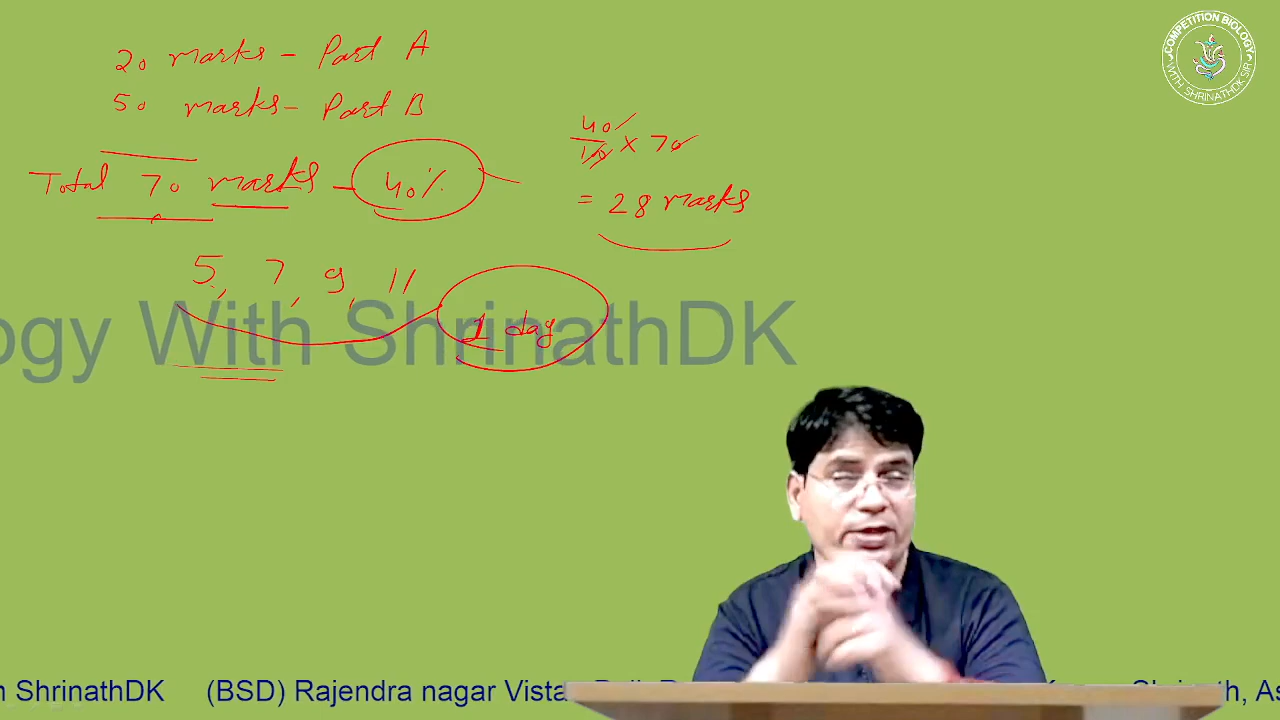 20 marks - Part A
50 marks - Part B
Total 70 marks - 40%
40/100 × 70
= 28 marks
5, 7, 9, 11
1 day
ogy With ShrinathDK
COMPETITION BIOLOGY
WITH SHRINATHDK SIR
h ShrinathDK (BSD) Rajendra nagar Vista